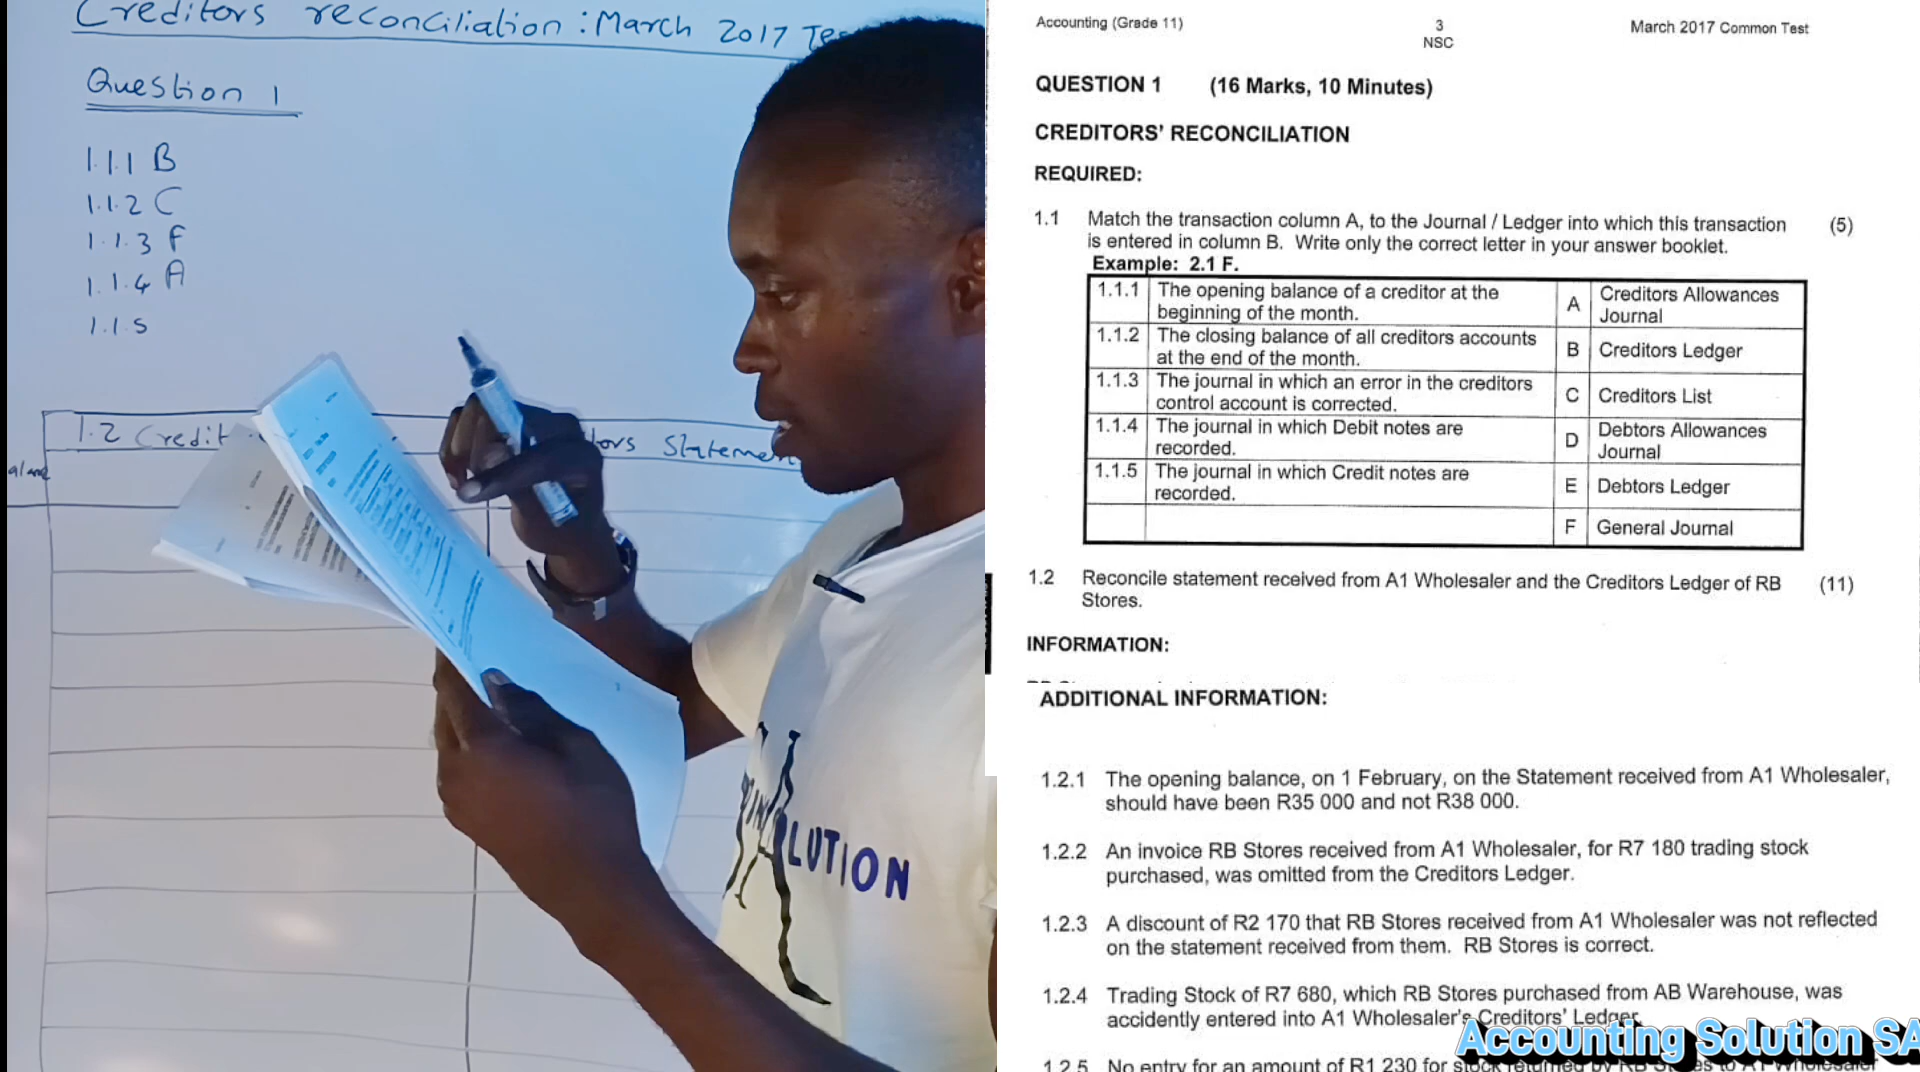 Creditors reconciliation : March 2017
Question 1
1.1.1 B
1.1.2 C
1.1.3 F
1.1.4 A
1.1.5
1.2 Credit
Statement
LUTION
Accounting (Grade 11)
3
NSC
March 2017 Common Test
QUESTION 1 (16 Marks, 10 Minutes)
CREDITORS' RECONCILIATION
REQUIRED:
1.1 Match the transaction column A, to the Journal / Ledger into which this transaction (5)
is entered in column B. Write only the correct letter in your answer booklet.
Example: 2.1 F.
1.1.1 The opening balance of a creditor at the
beginning of the month.
A Creditors Allowances
Journal
1.1.2 The closing balance of all creditors accounts
at the end of the month.
B Creditors Ledger
1.1.3 The journal in which an error in the creditors
control account is corrected.
C Creditors List
1.1.4 The journal in which Debit notes are
recorded.
D Debtors Allowances
Journal
1.1.5 The journal in which Credit notes are
recorded.
E Debtors Ledger
F General Journal
1.2 Reconcile statement received from A1 Wholesaler and the Creditors Ledger of RB (11)
Stores.
INFORMATION:
ADDITIONAL INFORMATION:
1.2.1 The opening balance, on 1 February, on the Statement received from A1 Wholesaler,
should have been R35 000 and not R38 000.
1.2.2 An invoice RB Stores received from A1 Wholesaler, for R7 180 trading stock
purchased, was omitted from the Creditors Ledger.
1.2.3 A discount of R2 170 that RB Stores received from A1 Wholesaler was not reflected
on the statement received from them. RB Stores is correct.
1.2.4 Trading Stock of R7 680, which RB Stores purchased from AB Warehouse, was
accidently entered into A1 Wholesaler's Creditors' Ledger.
1.2.5 No entry for an amount of R1 230 for stock returned by RB Stores to A1 Wholesaler
Accounting Solution SA